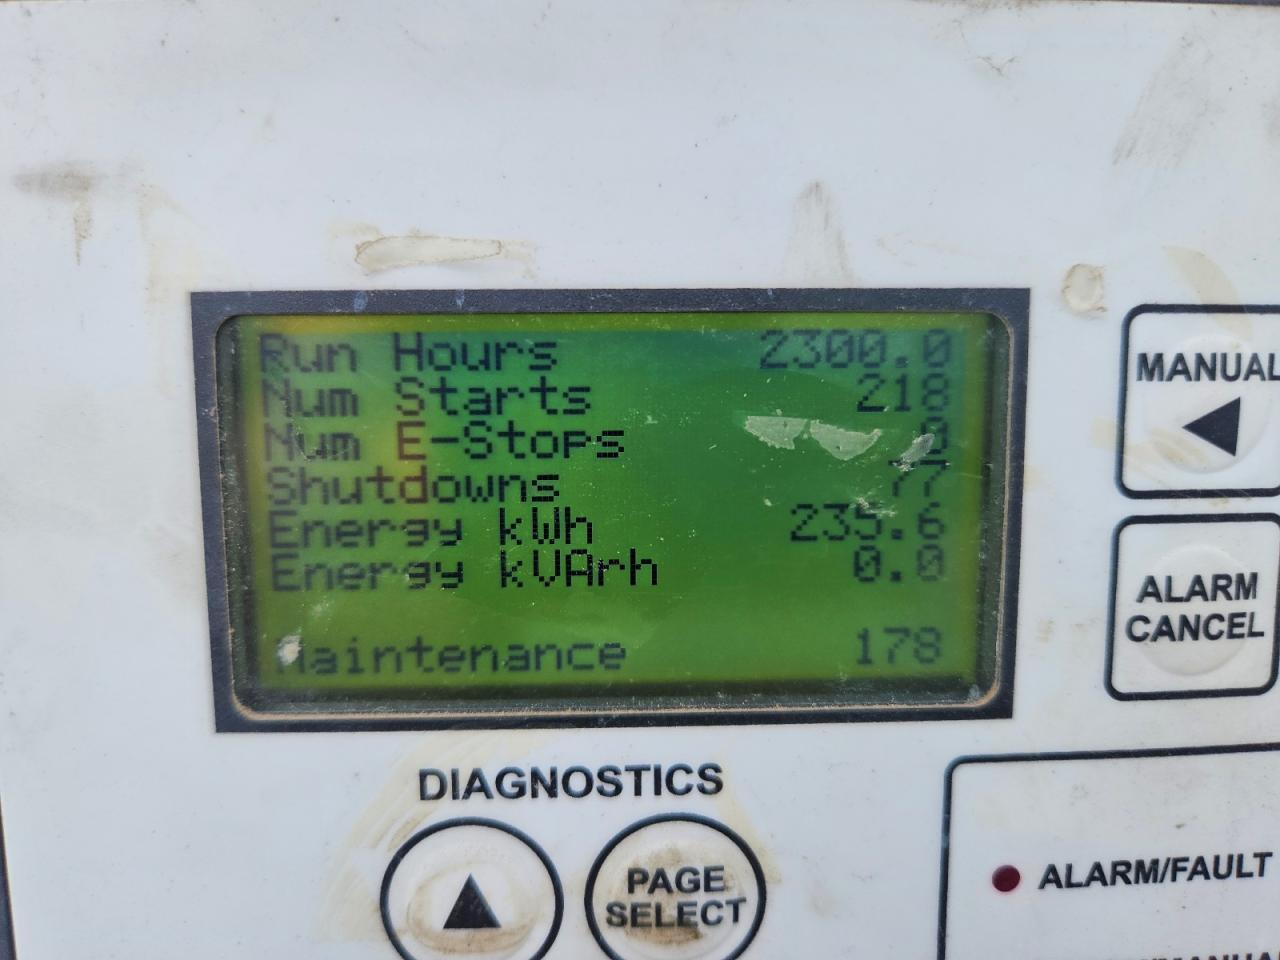 Run Hours 2300.0
Num Starts 218
Num E-Stops 0
Shutdowns 77
Energy kWh 235.6
Energy kVArh 0.0
Maintenance 178
MANUAL
ALARM
CANCEL
DIAGNOSTICS
PAGE
SELECT
ALARM/FAULT